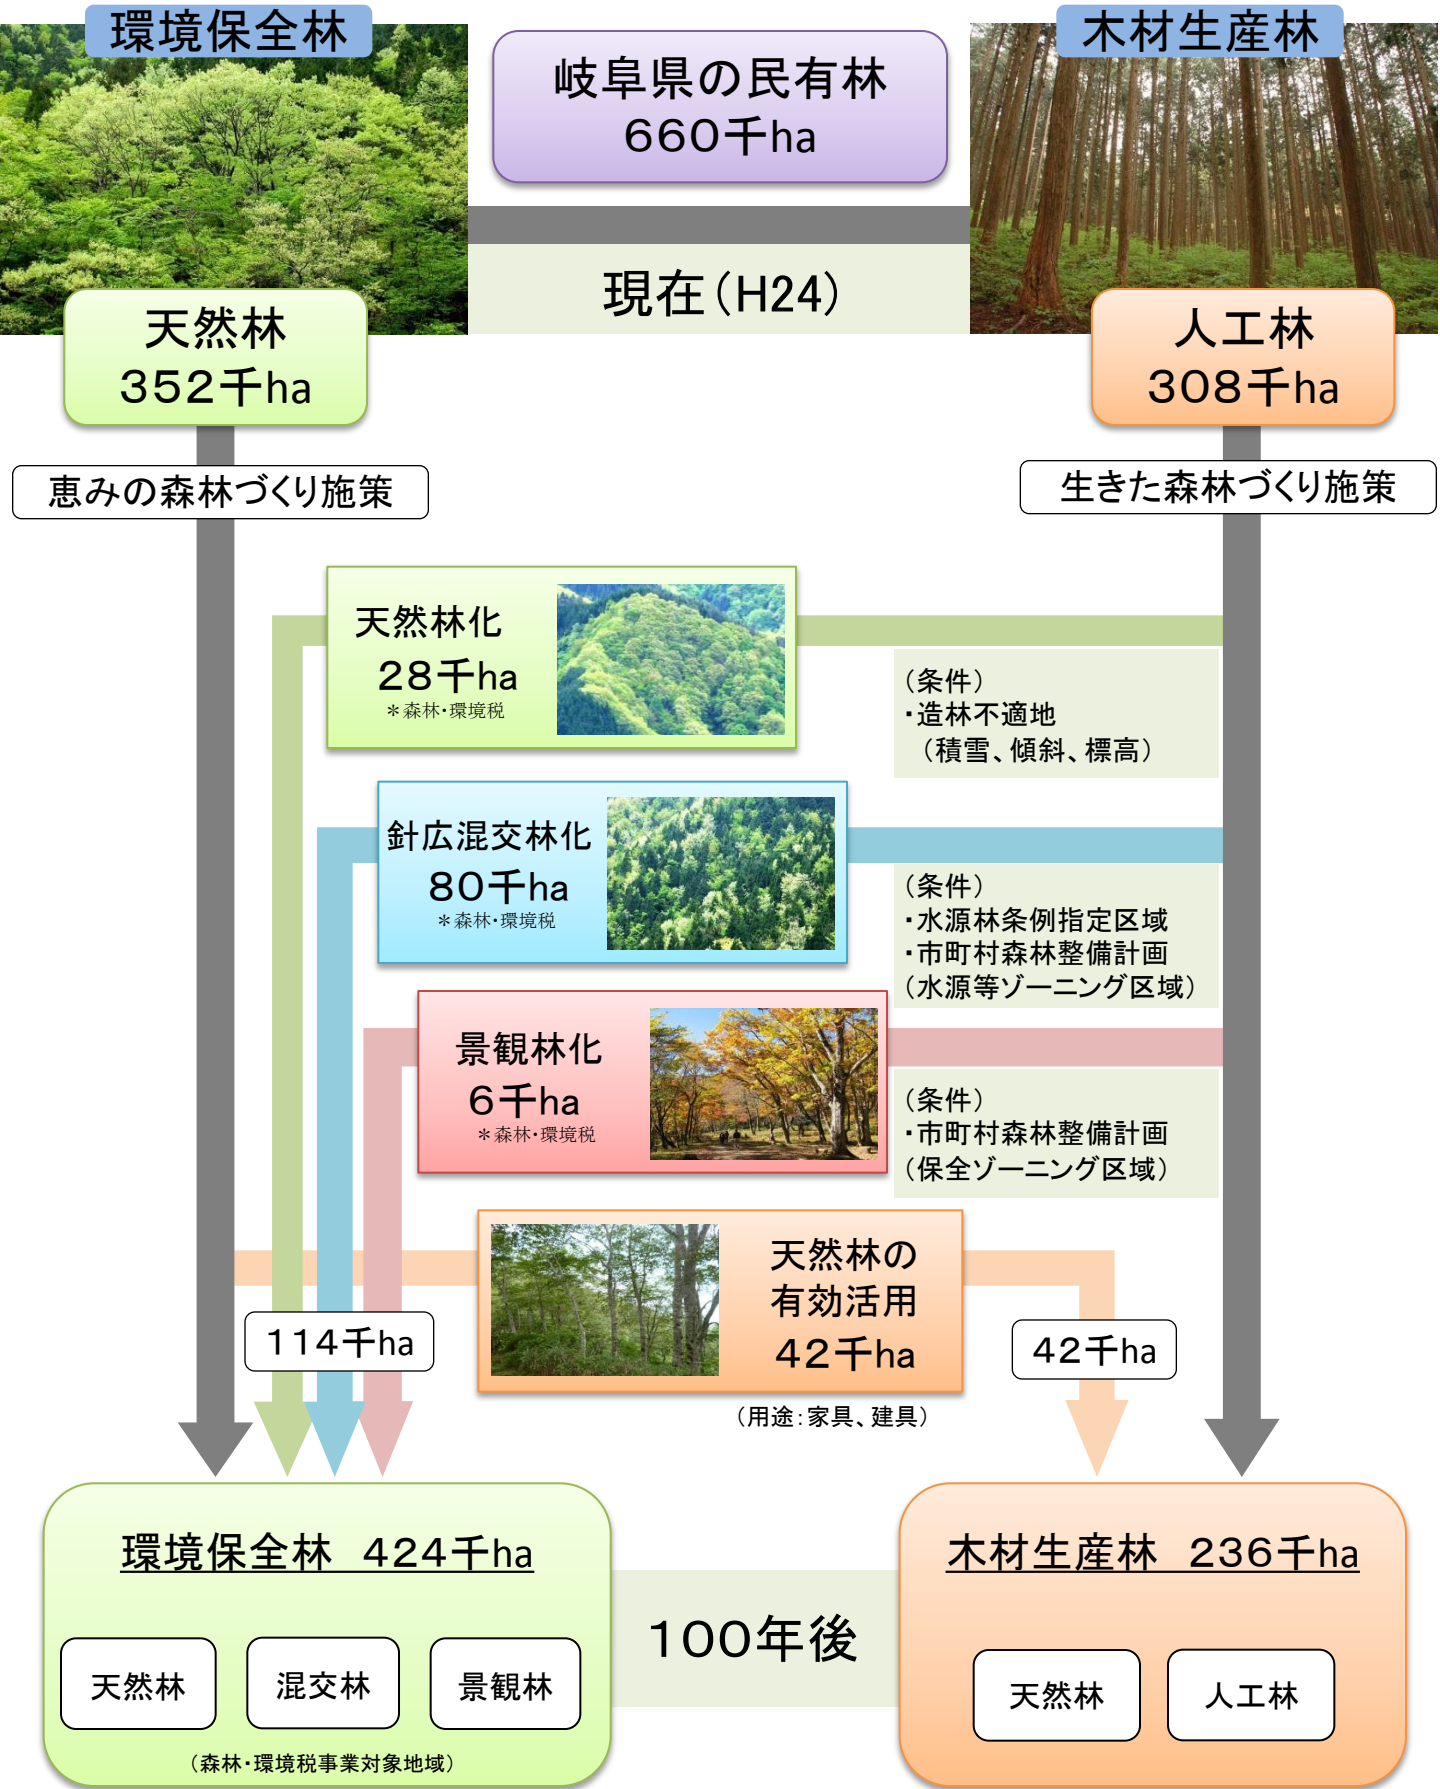 環境保全林
岐阜県の民有林
660千ha
木材生産林
現在（H24）
天然林
352千ha
人工林
308千ha
恵みの森林づくり施策
生きた森林づくり施策
天然林化
28千ha
＊森林・環境税
（条件）
・造林不適地
（積雪、傾斜、標高）
針広混交林化
80千ha
＊森林・環境税
（条件）
・水源林条例指定区域
・市町村森林整備計画
（水源等ゾーニング区域）
景観林化
6千ha
＊森林・環境税
（条件）
・市町村森林整備計画
（保全ゾーニング区域）
天然林の
有効活用
42千ha
（用途：家具、建具）
114千ha
42千ha
環境保全林　424千ha
天然林
混交林
景観林
（森林・環境税事業対象地域）
100年後
木材生産林　236千ha
天然林
人工林